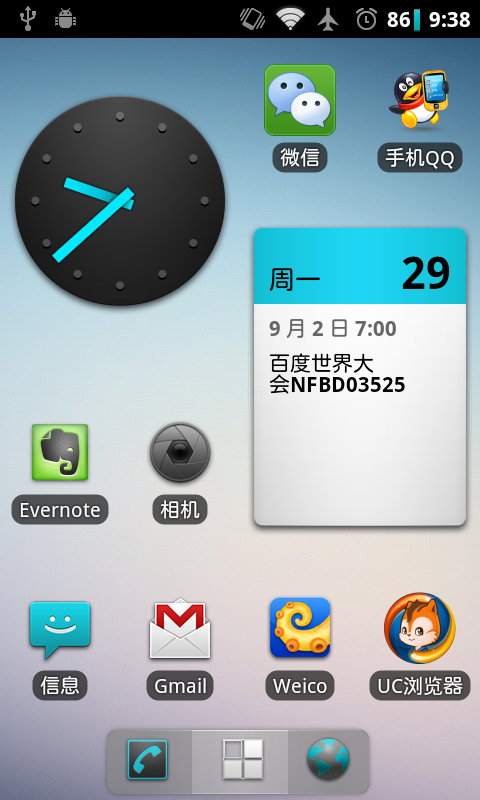 86 9:38
微信
手机QQ
周一 29
9 月 2 日 7:00
百度世界大
会NFBD03525
Evernote
相机
信息
Gmail
Weico
UC浏览器